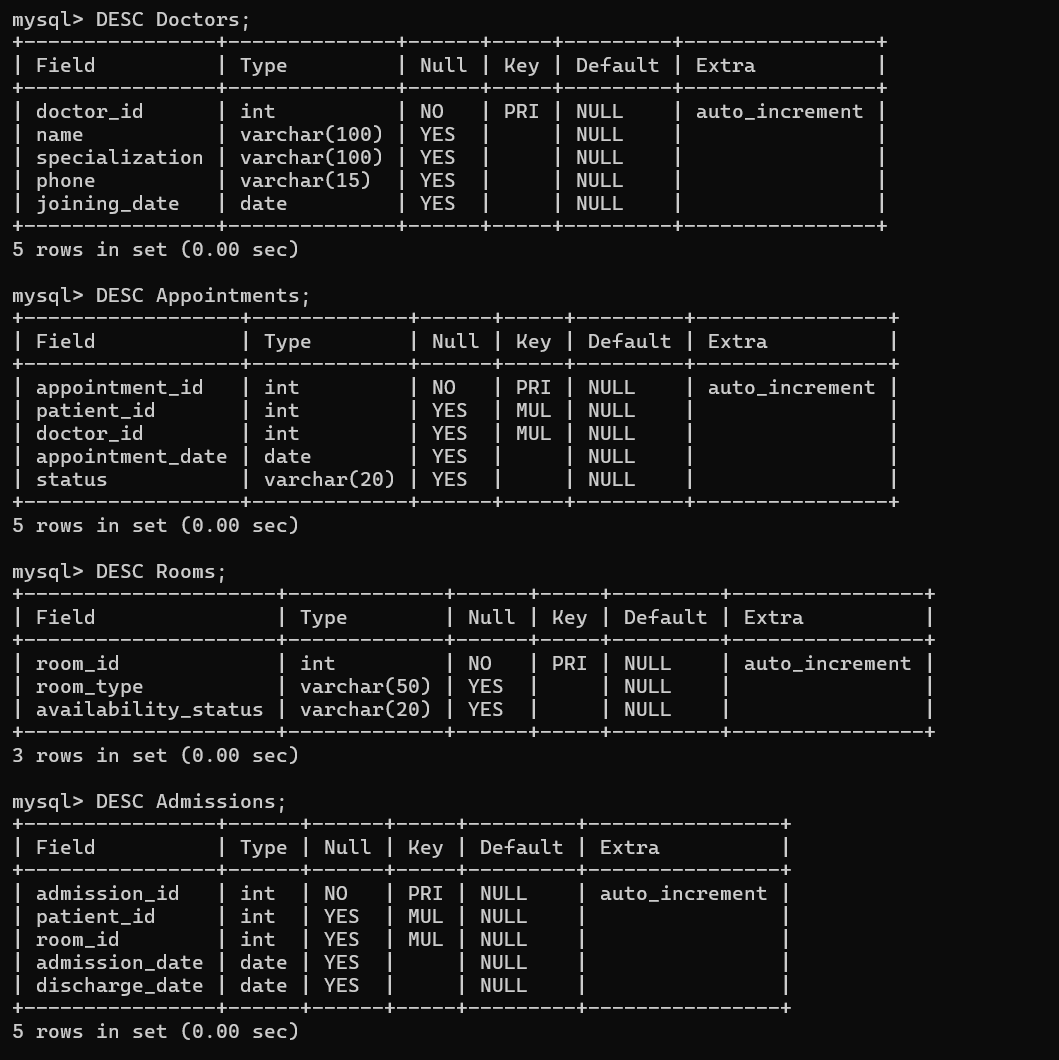 mysql> DESC Doctors;
+----------------+--------------+------+-----+---------+----------------+
| Field          | Type         | Null | Key | Default | Extra          |
+----------------+--------------+------+-----+---------+----------------+
| doctor_id      | int          | NO   | PRI | NULL    | auto_increment |
| name           | varchar(100) | YES  |     | NULL    |                |
| specialization | varchar(100) | YES  |     | NULL    |                |
| phone          | varchar(15)  | YES  |     | NULL    |                |
| joining_date   | date         | YES  |     | NULL    |                |
+----------------+--------------+------+-----+---------+----------------+
5 rows in set (0.00 sec)

mysql> DESC Appointments;
+------------------+-------------+------+-----+---------+----------------+
| Field            | Type        | Null | Key | Default | Extra          |
+------------------+-------------+------+-----+---------+----------------+
| appointment_id   | int         | NO   | PRI | NULL    | auto_increment |
| patient_id       | int         | YES  | MUL | NULL    |                |
| doctor_id        | int         | YES  | MUL | NULL    |                |
| appointment_date | date        | YES  |     | NULL    |                |
| status           | varchar(20) | YES  |     | NULL    |                |
+------------------+-------------+------+-----+---------+----------------+
5 rows in set (0.00 sec)

mysql> DESC Rooms;
+---------------------+-------------+------+-----+---------+----------------+
| Field               | Type        | Null | Key | Default | Extra          |
+---------------------+-------------+------+-----+---------+----------------+
| room_id             | int         | NO   | PRI | NULL    | auto_increment |
| room_type           | varchar(50) | YES  |     | NULL    |                |
| availability_status | varchar(20) | YES  |     | NULL    |                |
+---------------------+-------------+------+-----+---------+----------------+
3 rows in set (0.00 sec)

mysql> DESC Admissions;
+----------------+------+------+-----+---------+----------------+
| Field          | Type | Null | Key | Default | Extra          |
+----------------+------+------+-----+---------+----------------+
| admission_id   | int  | NO   | PRI | NULL    | auto_increment |
| patient_id     | int  | YES  | MUL | NULL    |                |
| room_id        | int  | YES  | MUL | NULL    |                |
| admission_date | date | YES  |     | NULL    |                |
| discharge_date | date | YES  |     | NULL    |                |
+----------------+------+------+-----+---------+----------------+
5 rows in set (0.00 sec)